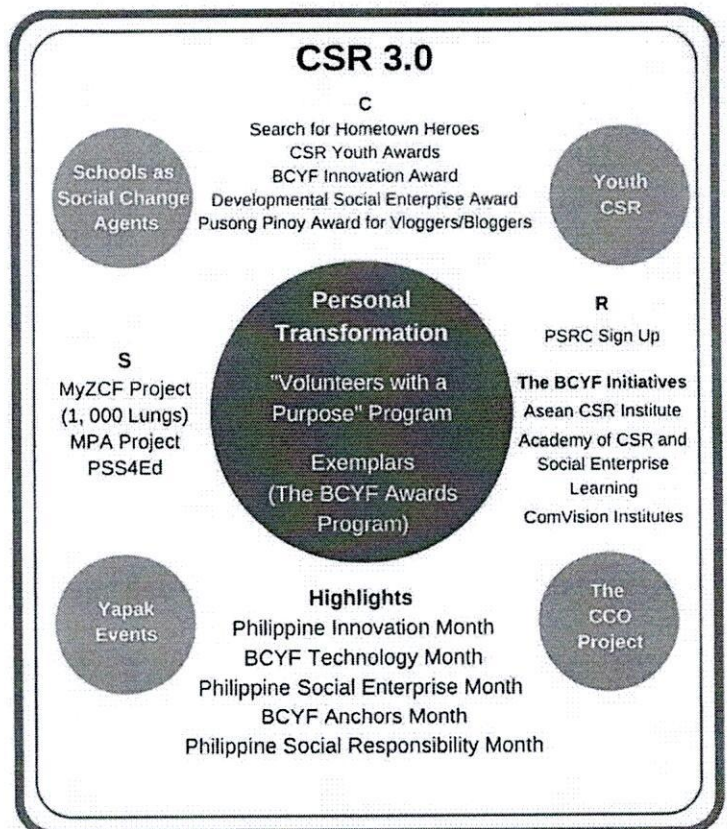 CSR 3.0
C
Search for Hometown Heroes
CSR Youth Awards
BCYF Innovation Award
Developmental Social Enterprise Award
Pusong Pinoy Award for Vloggers/Bloggers
Schools as
Social Change
Agents
Youth
CSR
Personal
Transformation
"Volunteers with a
Purpose" Program
Exemplars
(The BCYF Awards
Program)
S
MyZCF Project
(1, 000 Lungs)
MPA Project
PSS4Ed
R
PSRC Sign Up
The BCYF Initiatives
Asean CSR Institute
Academy of CSR and
Social Enterprise
Learning
ComVision Institutes
Yapak
Events
Highlights
Philippine Innovation Month
BCYF Technology Month
Philippine Social Enterprise Month
BCYF Anchors Month
Philippine Social Responsibility Month
The
CCO
Project